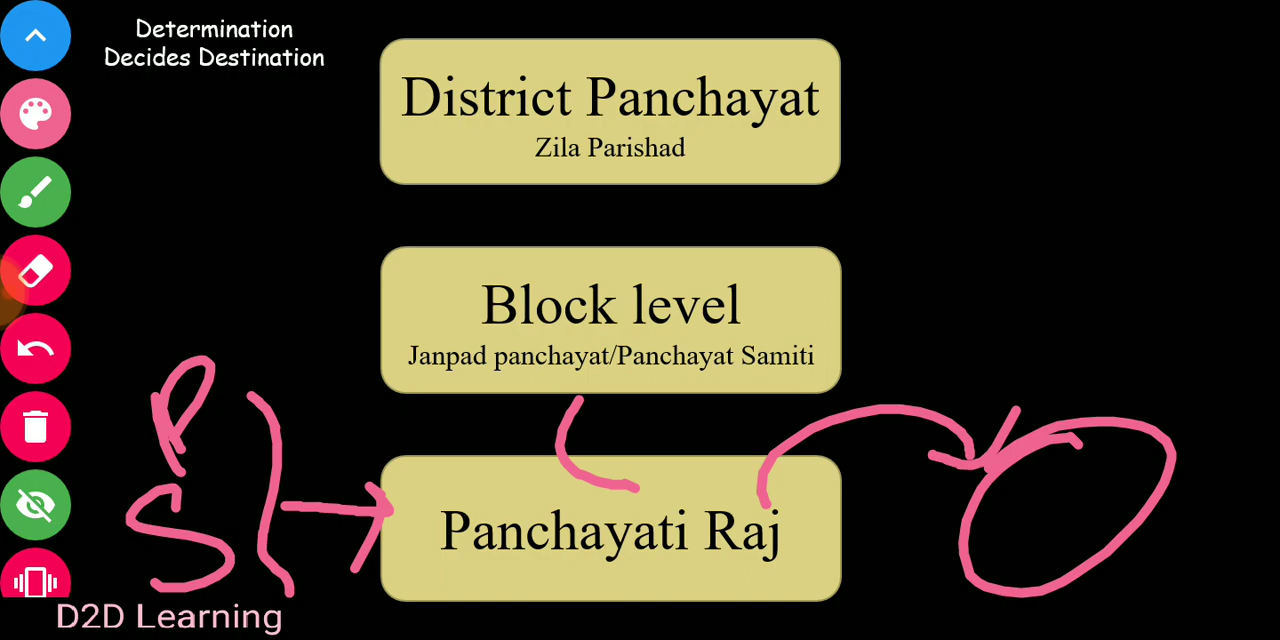 Determination
Decides Destination
District Panchayat
Zila Parishad
Block level
Janpad panchayat/Panchayat Samiti
P
S
Panchayati Raj
D2D Learning